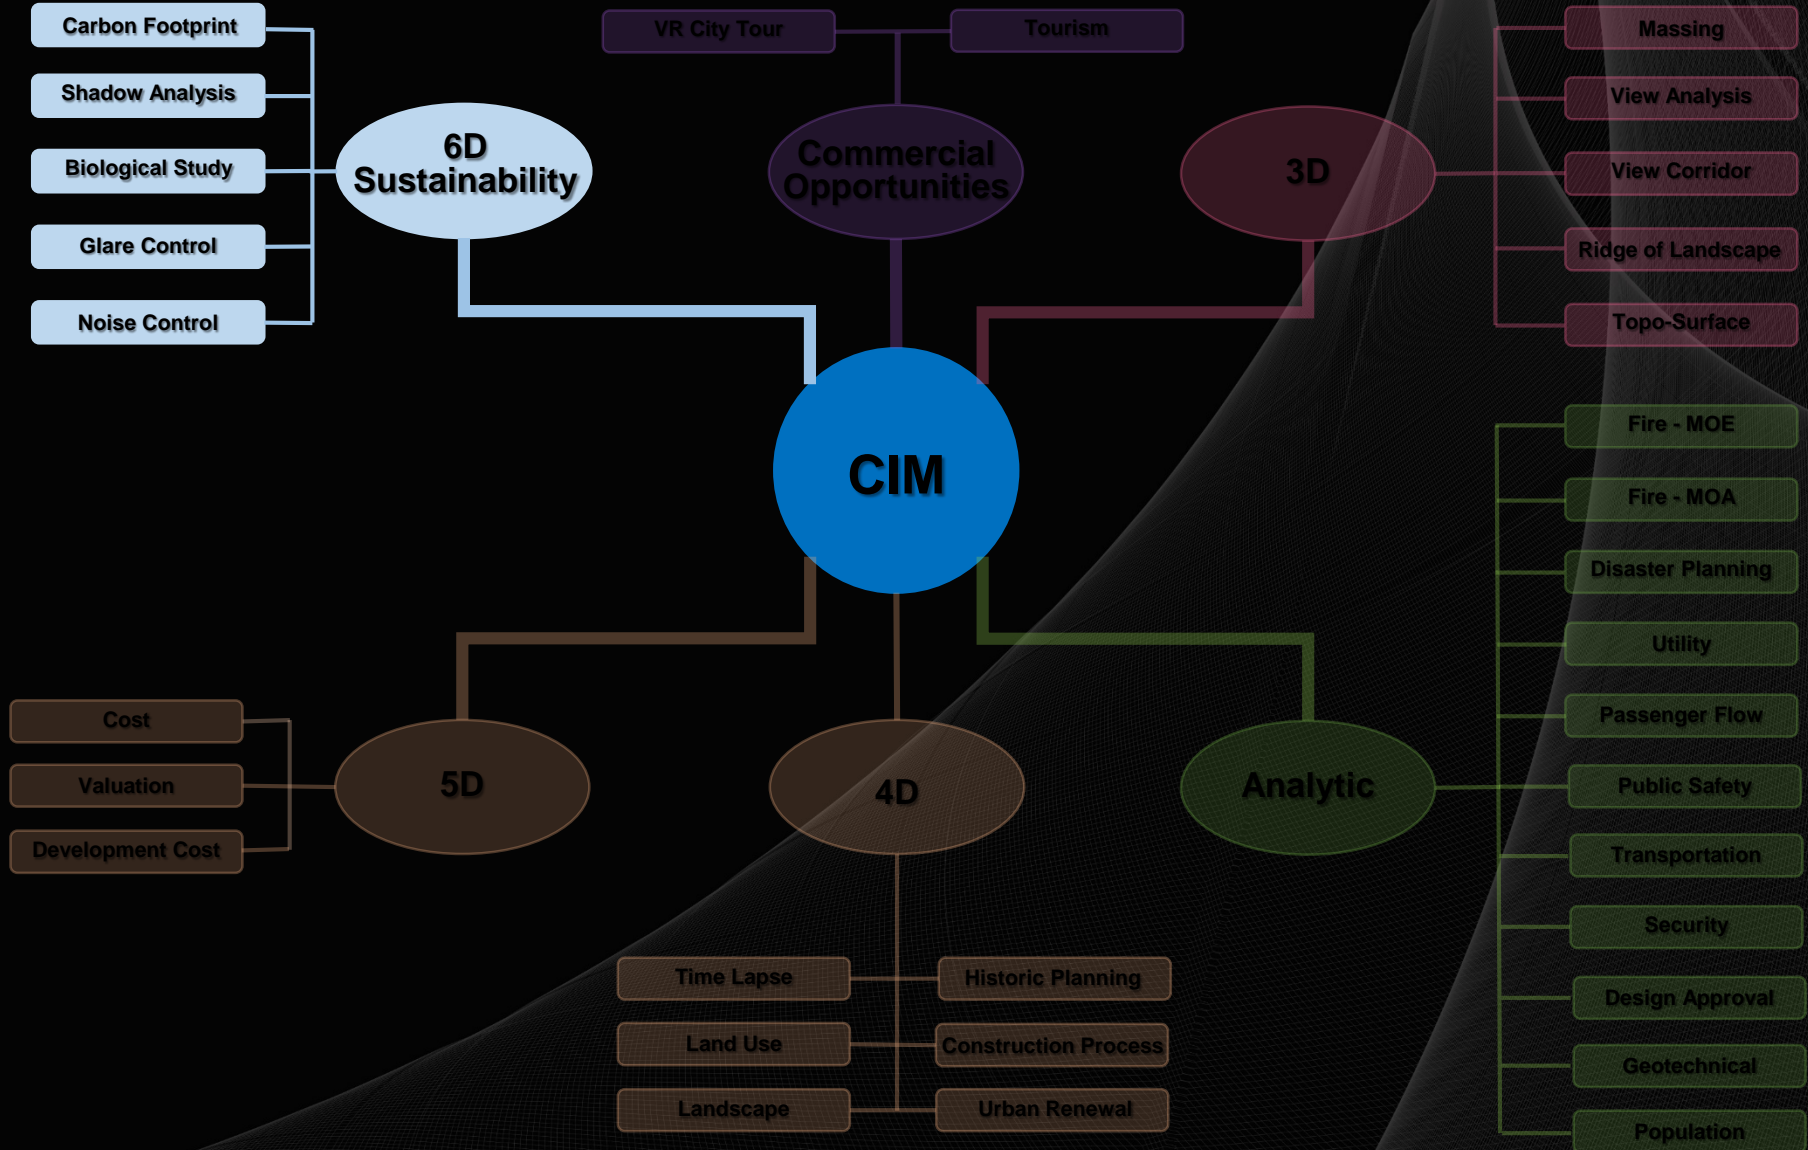 Carbon Footprint
Shadow Analysis
Biological Study
Glare Control
Noise Control
6D
Sustainability
VR City Tour
Tourism
Commercial
Opportunities
3D
Massing
View Analysis
View Corridor
Ridge of Landscape
Topo-Surface
CIM
Fire - MOE
Fire - MOA
Disaster Planning
Utility
Passenger Flow
Public Safety
Transportation
Security
Design Approval
Geotechnical
Population
Analytic
5D
Cost
Valuation
Development Cost
4D
Time Lapse
Historic Planning
Land Use
Construction Process
Landscape
Urban Renewal